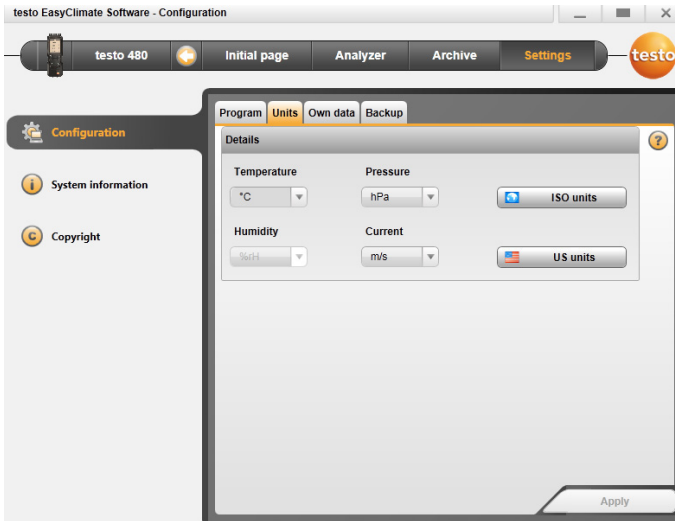 testo EasyClimate Software - Configuration
testo 480 Initial page Analyzer Archive Settings testo
Configuration
System information
Copyright
Program Units Own data Backup
Details
Temperature Pressure
°C hPa ISO units
Humidity Current
%rH m/s US units
Apply